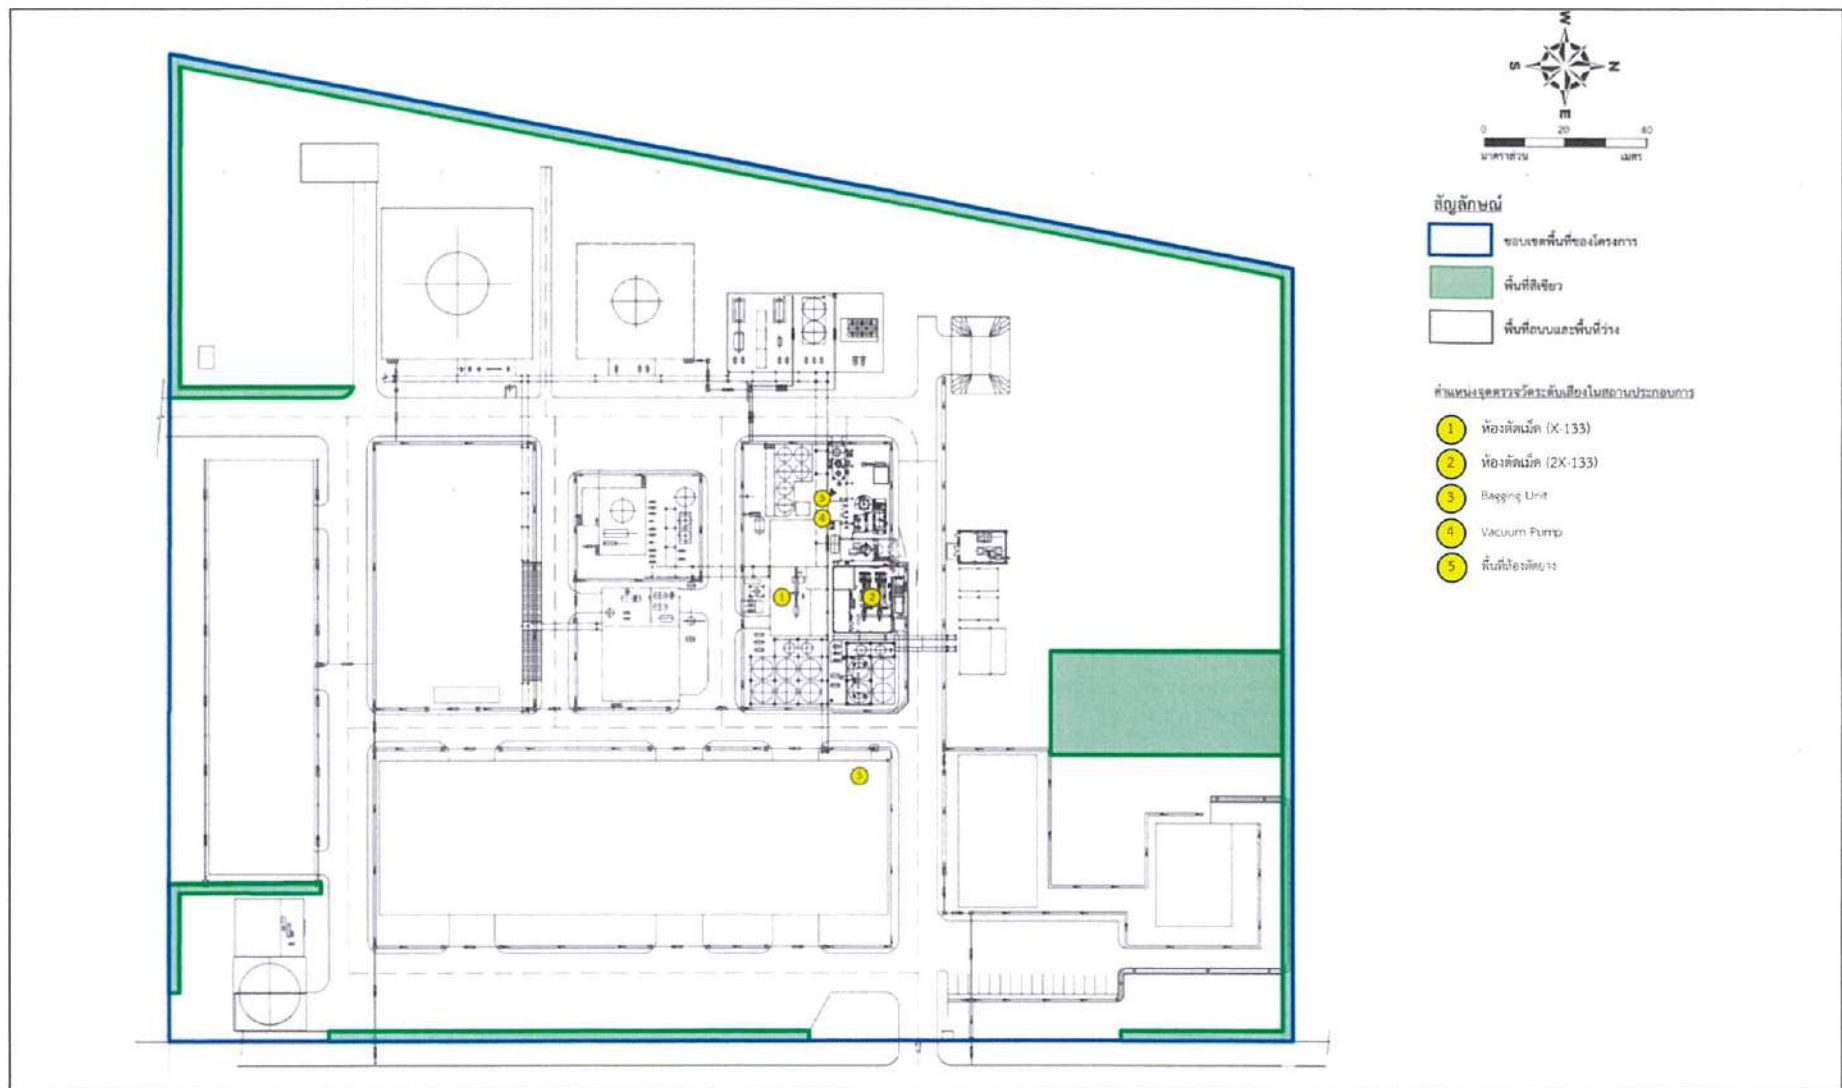 W
S N
E
0 20 40
มาตราส่วน เมตร
สัญลักษณ์
ขอบเขตพื้นที่ของโครงการ
พื้นที่สีเขียว
พื้นที่ถนนและพื้นที่ว่าง
ตำแหน่งจุดตรวจวัดระดับเสียงในสถานประกอบการ
1 ห้องตัดเม็ด (X-133)
2 ห้องตัดเม็ด (2X-133)
3 Bagging Unit
4 Vacuum Pump
5
3
4
1
2
5